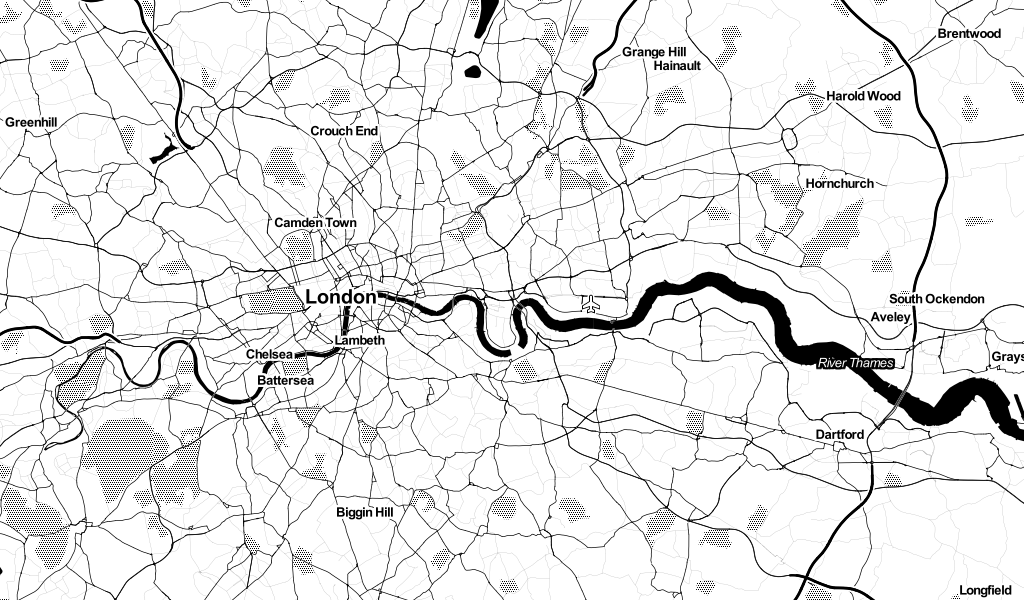 Brentwood
Grange Hill
Hainault
Harold Wood
Greenhill
Crouch End
Hornchurch
Camden Town
London
South Ockendon
Aveley
Lambeth
Chelsea
Grays
River Thames
Battersea
Dartford
Biggin Hill
Longfield